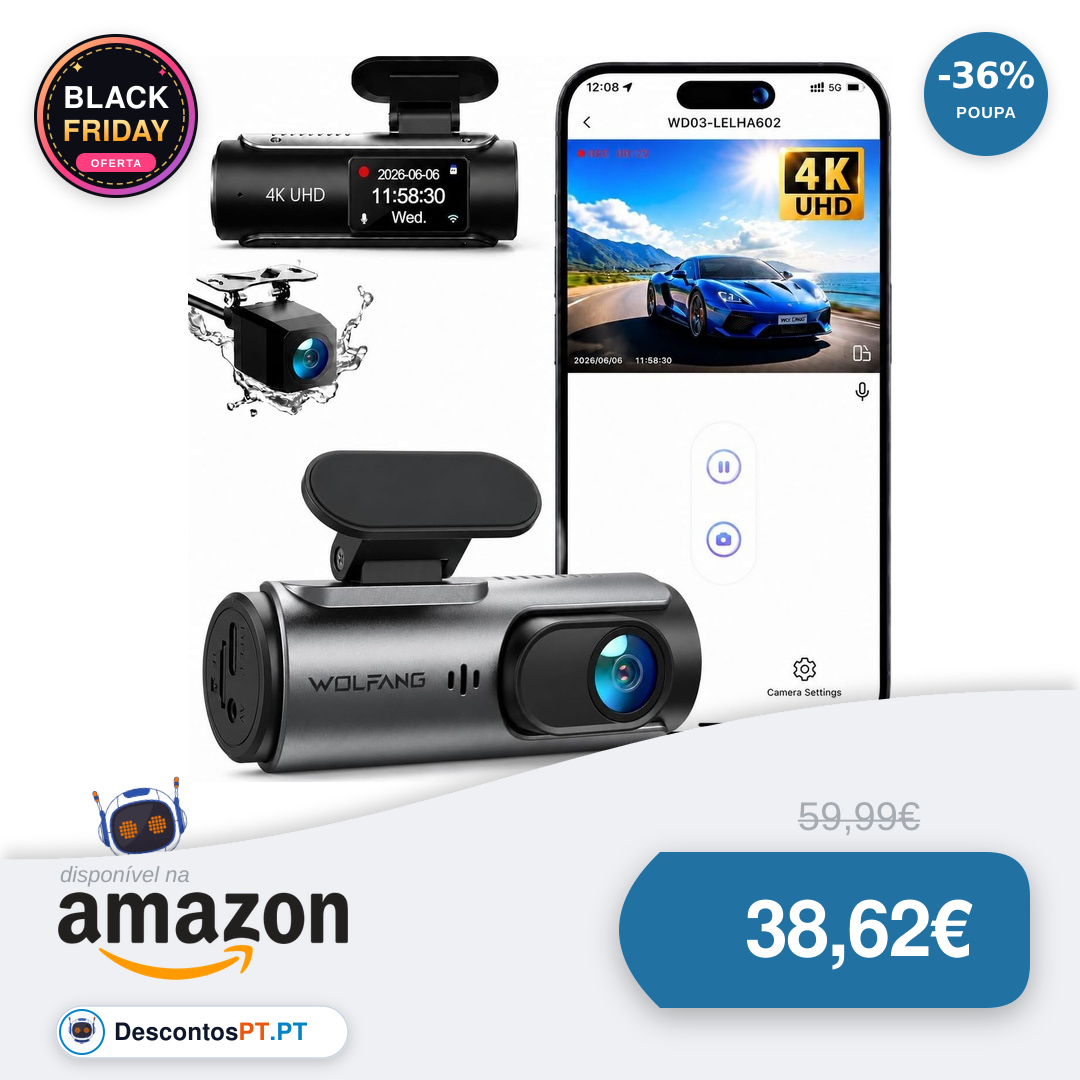 BLACK
FRIDAY
OFERTA
-36%
POUPA
4K UHD
2026-06-06
11:58:30
Wed.
12:08
5G
WD03-LELHA602
4K
UHD
2026/06/06 11:58:30
Camera Settings
WOLFANG
59,99€
38,62€
disponível na
amazon
DescontosPT.PT